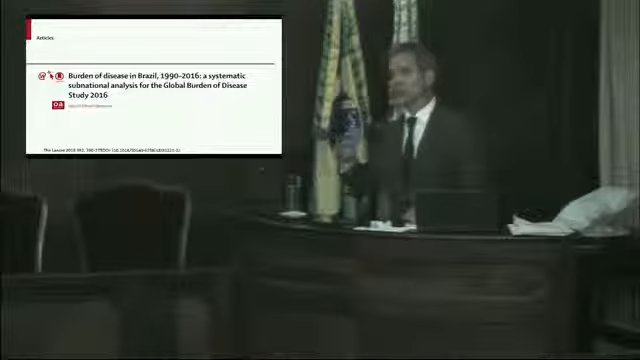 Articles
Burden of disease in Brazil, 1990–2016: a systematic
subnational analysis for the Global Burden of Disease
Study 2016